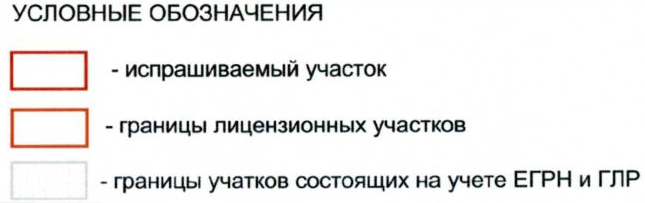 УСЛОВНЫЕ ОБОЗНАЧЕНИЯ
- испрашиваемый участок
- границы лицензионных участков
- границы учатков состоящих на учете ЕГРН и ГЛР